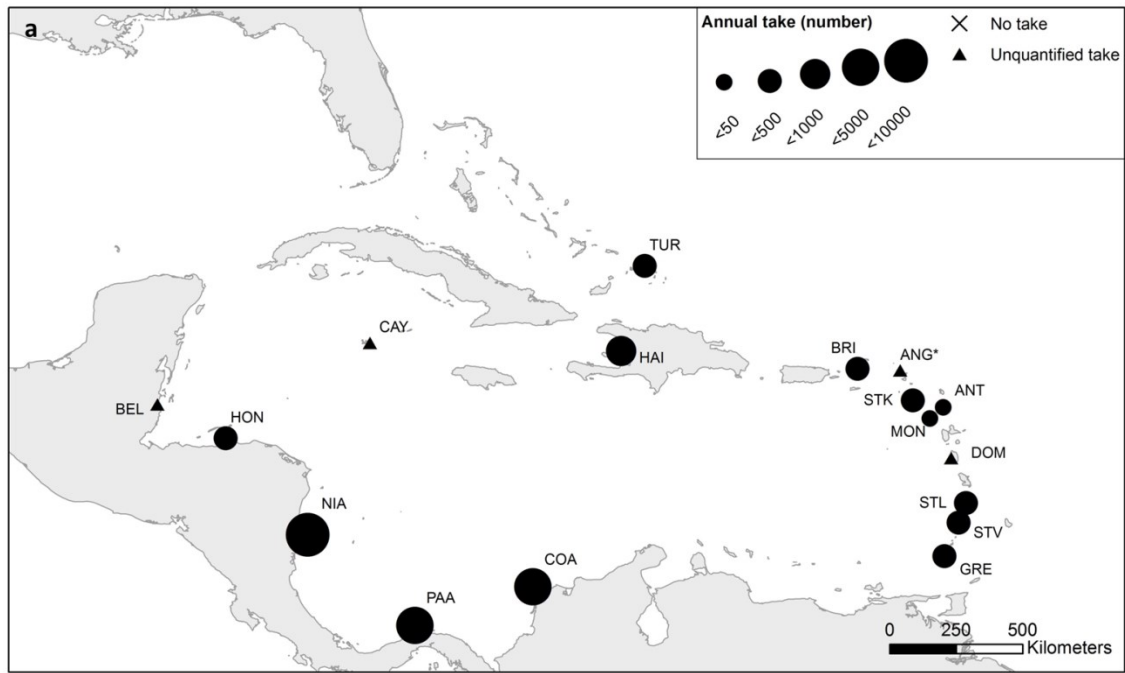 a
Annual take (number)
No take
Unquantified take
<50
<500
<1000
<5000
<10000
TUR
CAY
HAI
BRI
ANG*
STK
ANT
MON
BEL
HON
DOM
NIA
STL
STV
COA
GRE
PAA
0 250 500
Kilometers